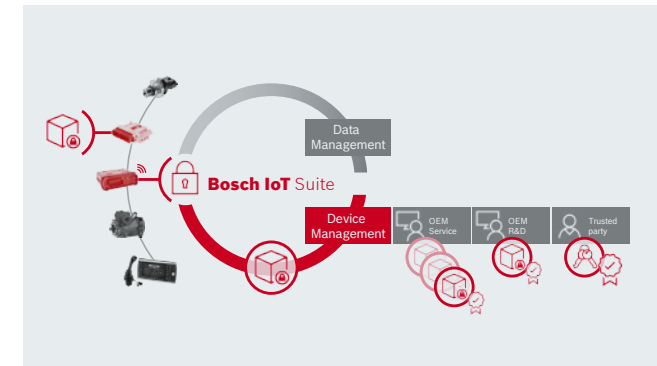 Data
Management
Bosch IoT Suite
Device
Management
OEM
Service
OEM
R&D
Trusted
party